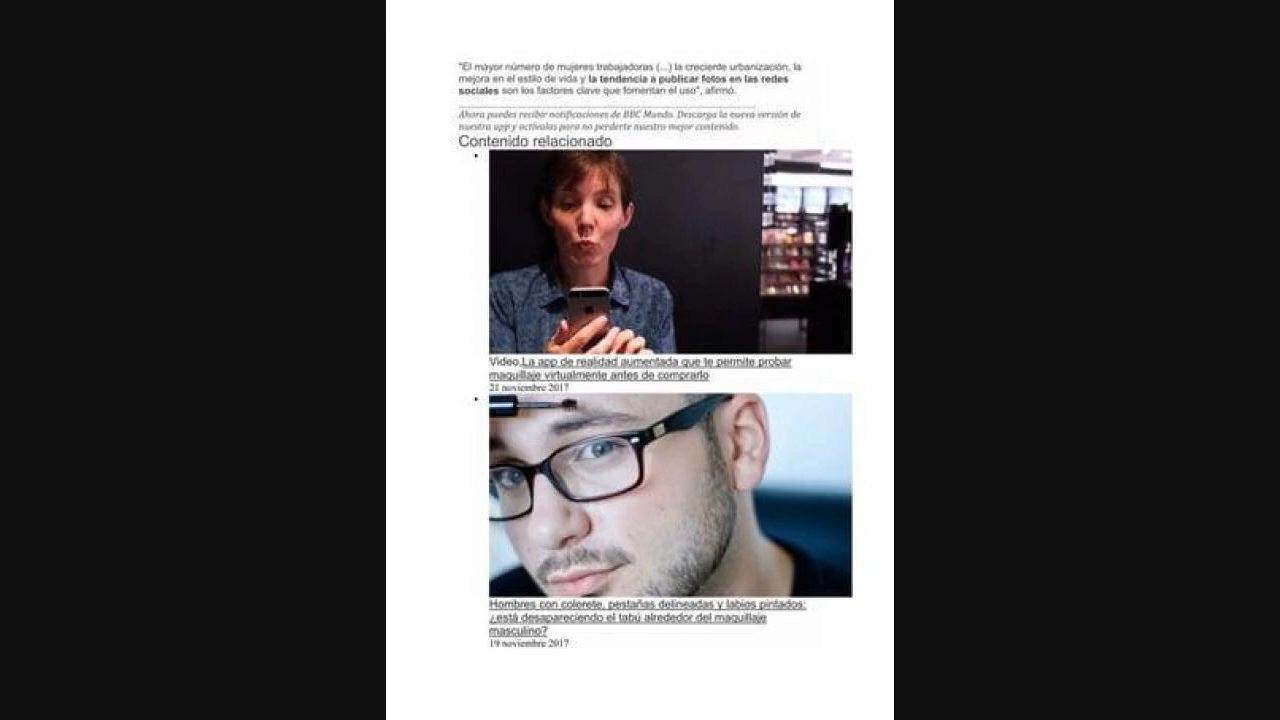 "El mayor número de mujeres trabajadoras (...) la creciente urbanización, la
mejora en el estilo de vida y la tendencia a publicar fotos en las redes
sociales son los factores clave que fomentan el uso", afirmó.
Ahora puedes recibir notificaciones de BBC Mundo. Descarga la nueva versión de
nuestra app y actívalas para no perderte nuestro mejor contenido.
Contenido relacionado
Video.La app de realidad aumentada que te permite probar
maquillaje virtualmente antes de comprarlo
21 noviembre 2017
Hombres con colorete, pestañas delineadas y labios pintados:
¿está desapareciendo el tabú alrededor del maquillaje
masculino?
19 noviembre 2017